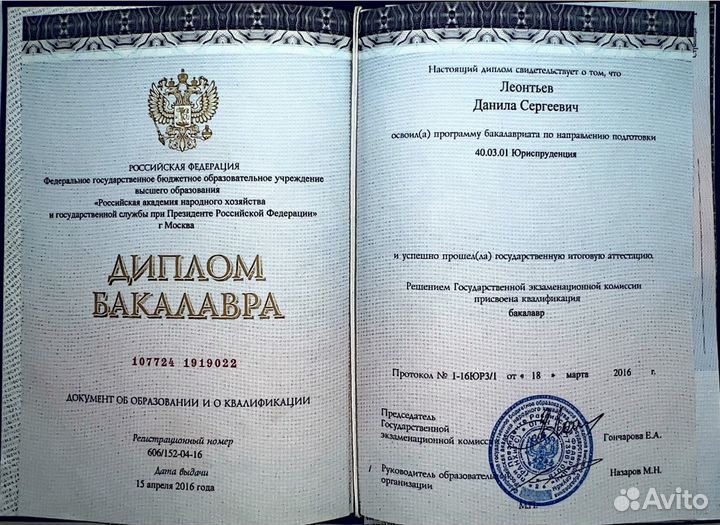 РОССИЙСКАЯ ФЕДЕРАЦИЯ
Федеральное государственное бюджетное образовательное учреждение
высшего образования
«Российская академия народного хозяйства
и государственной службы при Президенте Российской Федерации»
г Москва
ДИПЛОМ
БАКАЛАВРА
107724 1919022
ДОКУМЕНТ ОБ ОБРАЗОВАНИИ И О КВАЛИФИКАЦИИ
Регистрационный номер
606/152-04-16
Дата выдачи
15 апреля 2016 года
Настоящий диплом свидетельствует о том, что
Леонтьев
Данила Сергеевич
освоил(а) программу бакалавриата по направлению подготовки
40.03.01 Юриспруденция
и успешно прошел(ла) государственную итоговую аттестацию.
Решением Государственной экзаменационной комиссии
присвоена квалификация
бакалавр
Протокол № 1-16ЮРЗ/1 от « 18 » марта 2016 г.
Председатель
Государственной
экзаменационной комиссии
Гончарова Е.А.
Руководитель образовательной
организации
Назаров М.Н.
М.П.
Avito